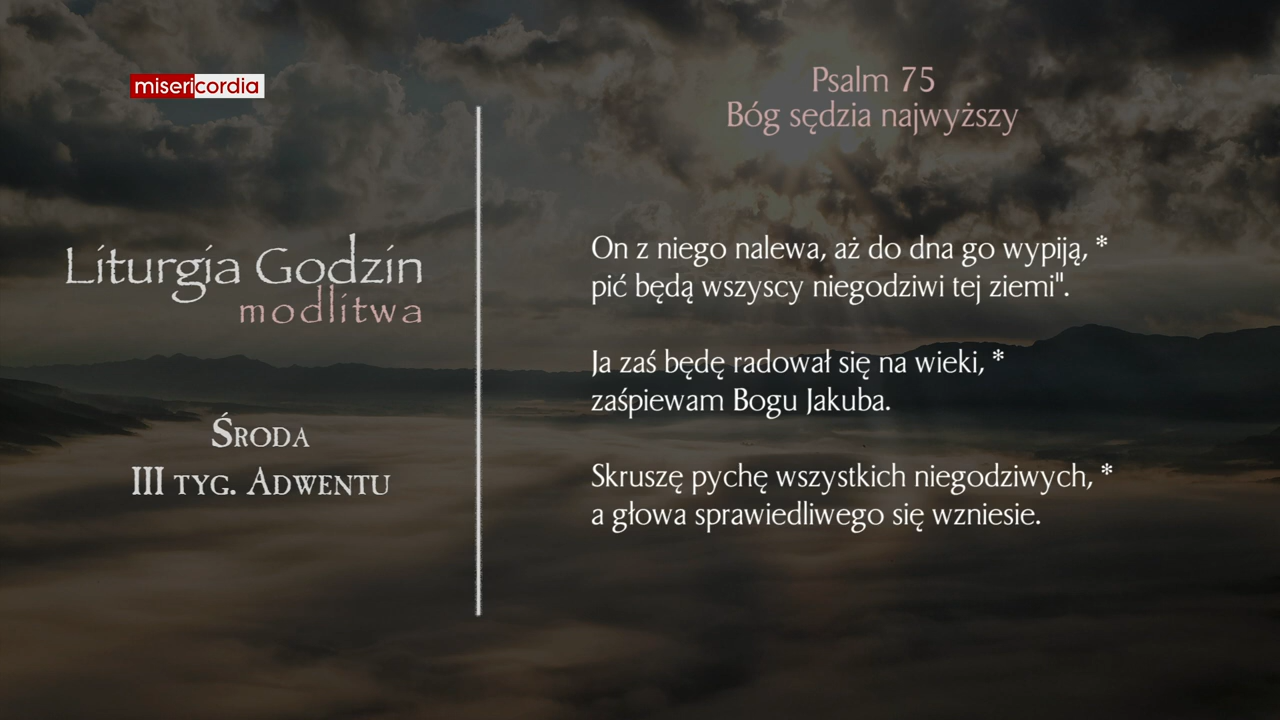 misericordia
Liturgia Godzin
modlitwa
Środa
III tyg. Adwentu
Psalm 75
Bóg sędzia najwyższy
On z niego nalewa, aż do dna go wypiją, *
pić będą wszyscy niegodziwi tej ziemi".
Ja zaś będę radował się na wieki, *
zaśpiewam Bogu Jakuba.
Skruszę pychę wszystkich niegodziwych, *
a głowa sprawiedliwego się wzniesie.